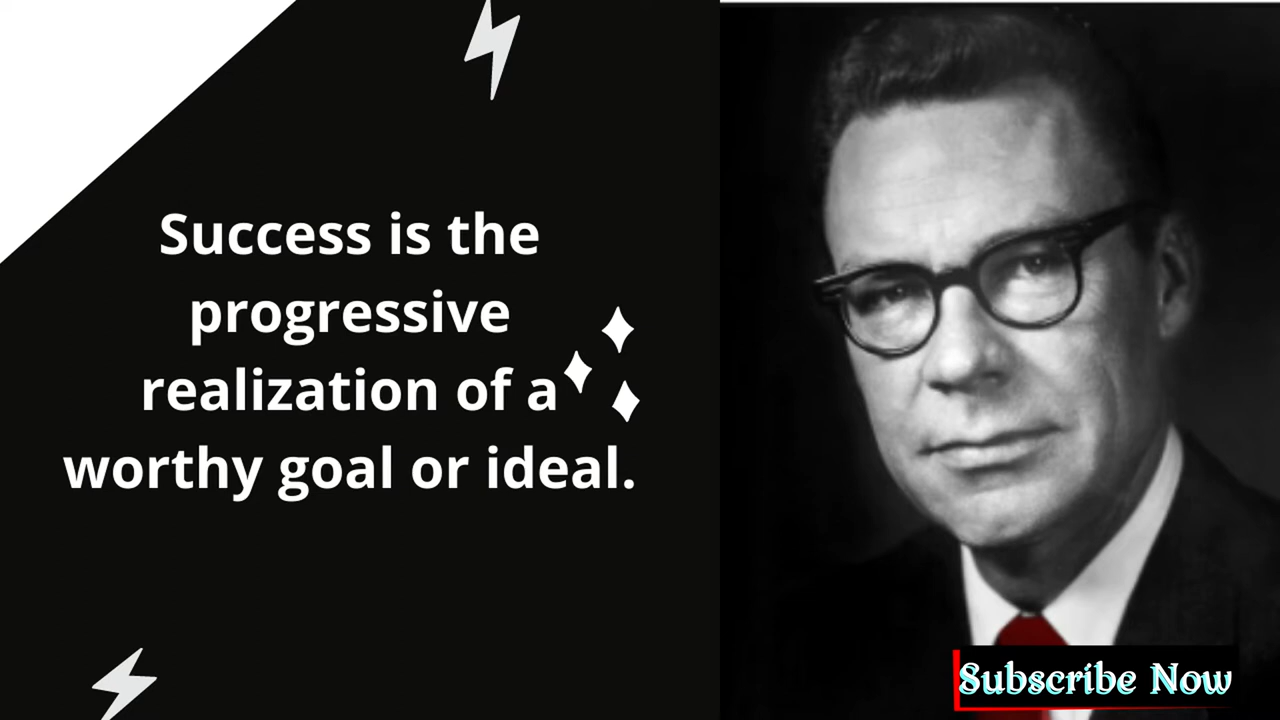 Success is the
progressive
realization of a
worthy goal or ideal.
Subscribe Now